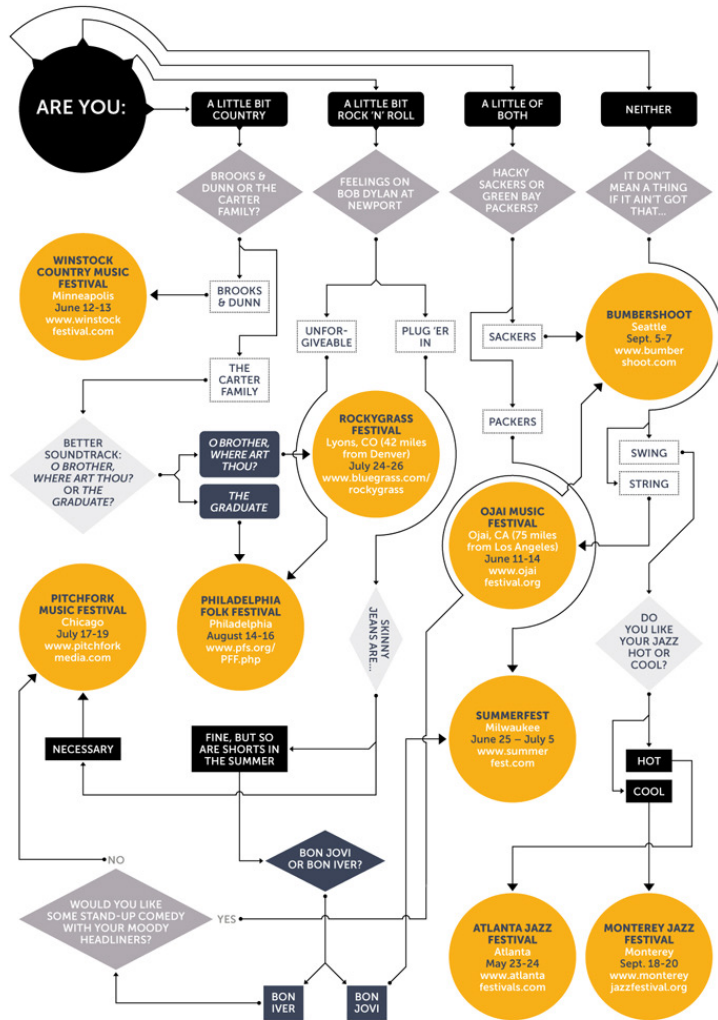 ARE YOU:
A LITTLE BIT
COUNTRY
A LITTLE BIT
ROCK 'N' ROLL
A LITTLE OF
BOTH
NEITHER
BROOKS &
DUNN OR THE
CARTER
FAMILY?
FEELINGS ON
BOB DYLAN AT
NEWPORT
HACKY
SACKERS OR
GREEN BAY
PACKERS?
IT DON'T
MEAN A THING
IF IT AIN'T GOT
THAT...
WINSTOCK
COUNTRY MUSIC
FESTIVAL
Minneapolis
June 12-13
www.winstock
festival.com
BROOKS
& DUNN
UNFOR-
GIVEABLE
PLUG 'ER
IN
SACKERS
BUMBERSHOOT
Seattle
Sept. 5-7
www.bumber
shoot.com
THE
CARTER
FAMILY
PACKERS
BETTER
SOUNDTRACK:
O BROTHER,
WHERE ART THOU?
OR THE
GRADUATE?
O BROTHER,
WHERE ART
THOU?
THE
GRADUATE
ROCKYGRASS
FESTIVAL
Lyons, CO (42 miles
from Denver)
July 24-26
www.bluegrass.com/
rockygrass
SWING
STRING
OJAI MUSIC
FESTIVAL
Ojai, CA (75 miles
from Los Angeles)
June 11-14
www.ojai
festival.org
PITCHFORK
MUSIC FESTIVAL
Chicago
July 17-19
www.pitchfork
media.com
PHILADELPHIA
FOLK FESTIVAL
Philadelphia
August 14-16
www.pfs.org/
PFF.php
SKINNY
JEANS ARE...
DO
YOU LIKE
YOUR JAZZ
HOT OR
COOL?
SUMMERFEST
Milwaukee
June 25 – July 5
www.summer
fest.com
NECESSARY
FINE, BUT SO
ARE SHORTS IN
THE SUMMER
HOT
COOL
BON JOVI
OR BON IVER?
NO
WOULD YOU LIKE
SOME STAND-UP COMEDY
WITH YOUR MOODY
HEADLINERS?
YES
ATLANTA JAZZ
FESTIVAL
Atlanta
May 23-24
www.atlanta
festivals.com
MONTEREY JAZZ
FESTIVAL
Monterey
Sept. 18-20
www.monterey
jazzfestival.org
BON
IVER
BON
JOVI